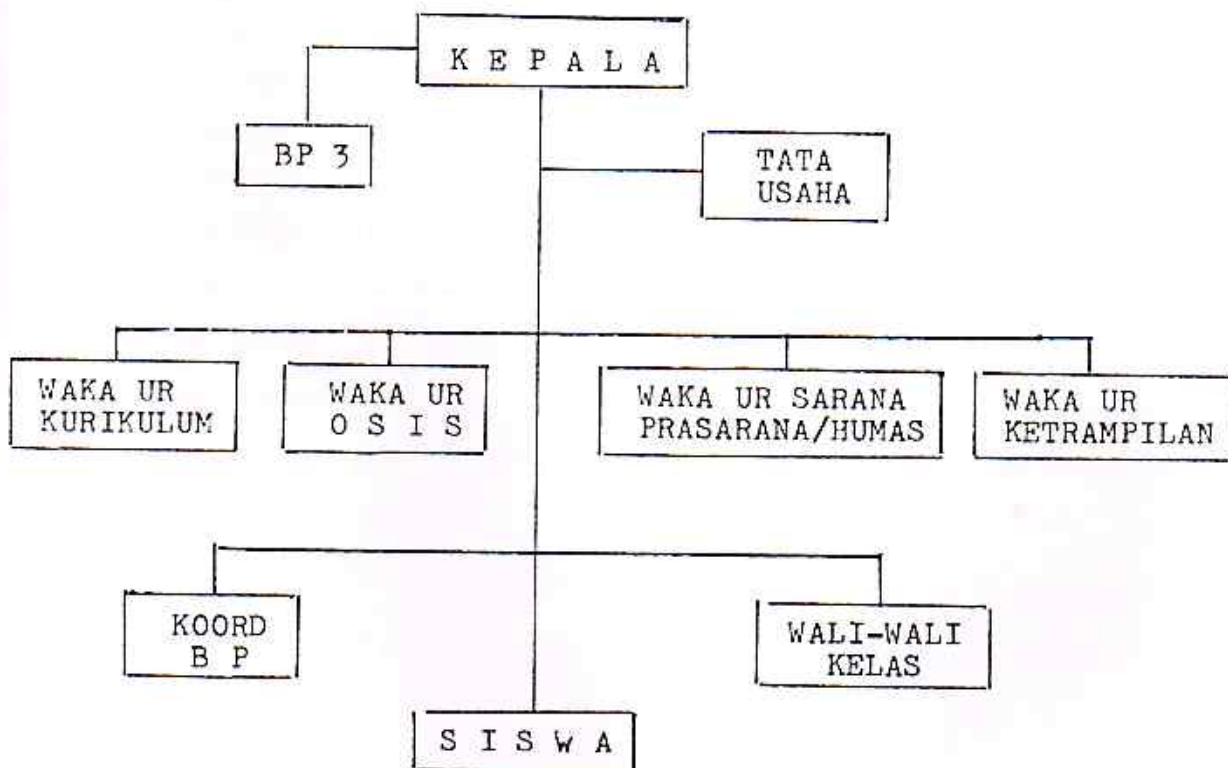 K E P A L A
BP 3
TATA
USAHA
WAKA UR
KURIKULUM
WAKA UR
O S I S
WAKA UR SARANA
PRASARANA/HUMAS
WAKA UR
KETRAMPILAN
KOORD
B P
WALI-WALI
KELAS
S I S W A